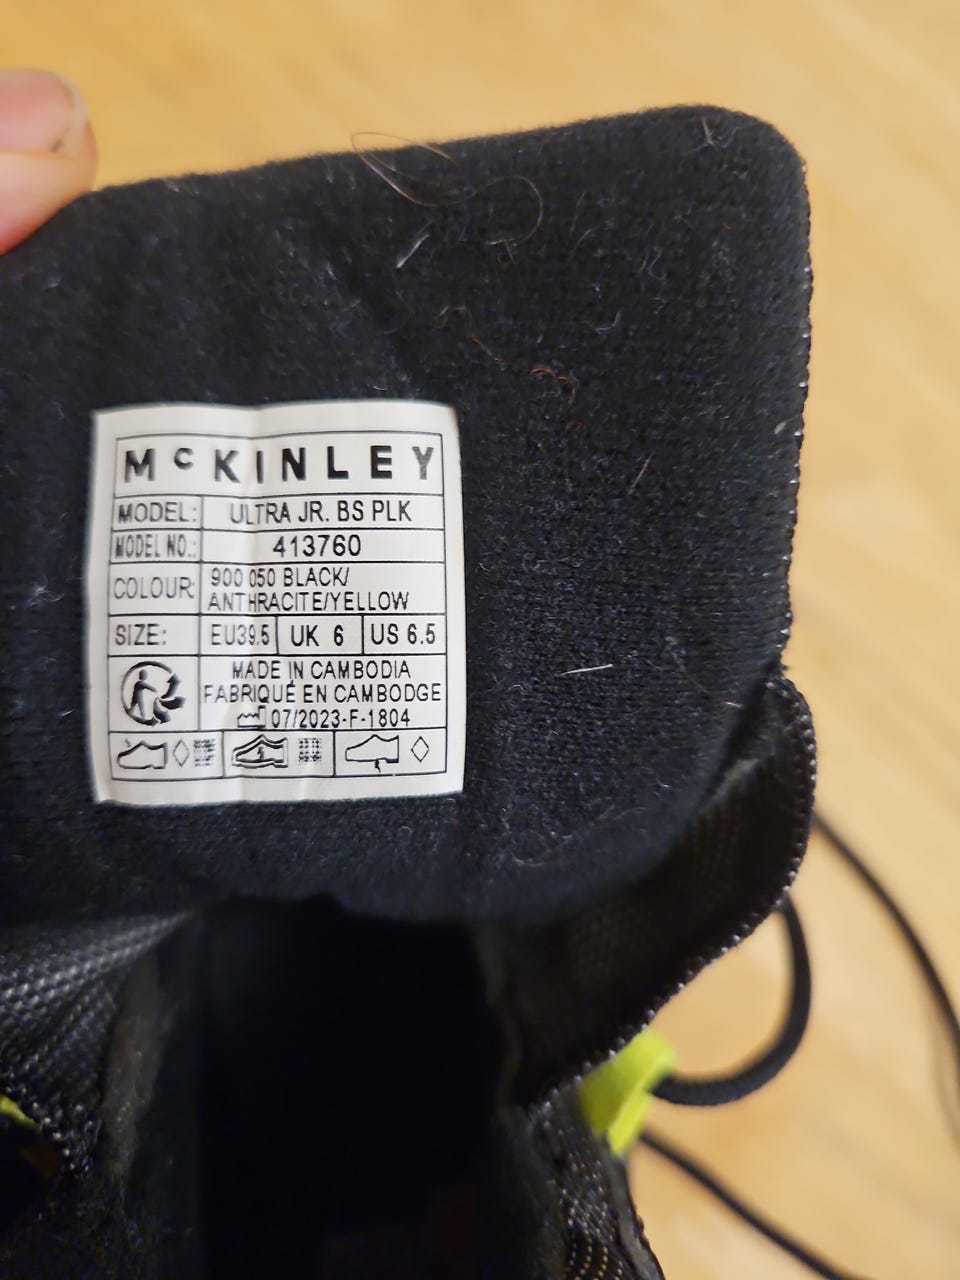 McKINLEY
MODEL: ULTRA JR. BS PLK
MODEL NO.: 413760
COLOUR: 900 050 BLACK/
ANTHRACITE/YELLOW
SIZE: EU39.5 UK 6 US 6.5
MADE IN CAMBODIA
FABRIQUÉ EN CAMBODGE
07/2023-F-1804